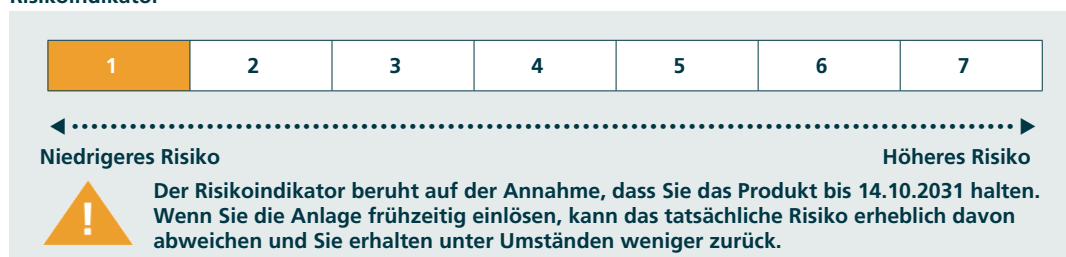 Risikoindikator
1 2 3 4 5 6 7
Niedrigeres Risiko Höheres Risiko
! Der Risikoindikator beruht auf der Annahme, dass Sie das Produkt bis 14.10.2031 halten.
Wenn Sie die Anlage frühzeitig einlösen, kann das tatsächliche Risiko erheblich davon
abweichen und Sie erhalten unter Umständen weniger zurück.